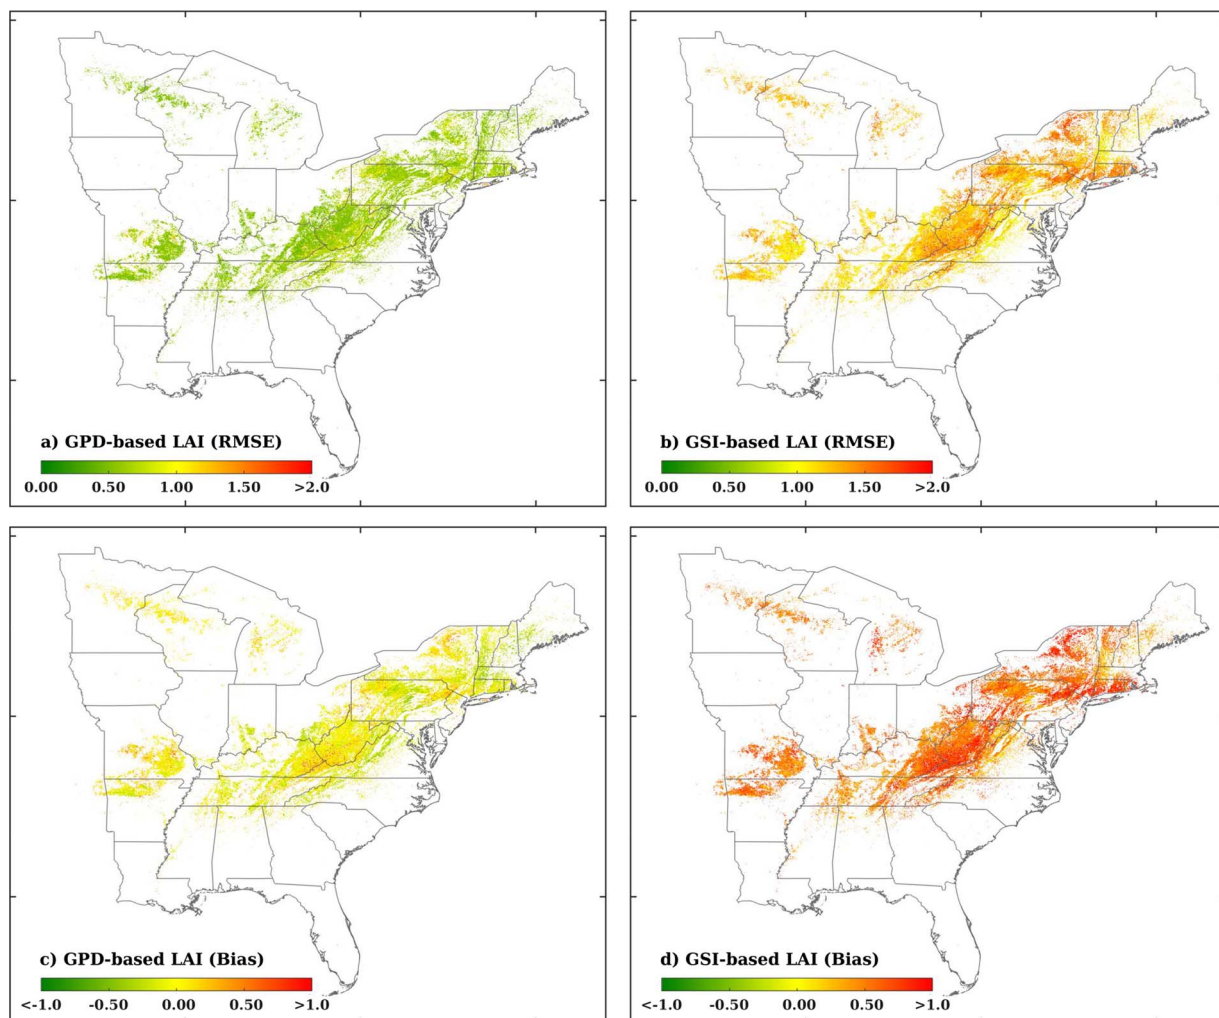 a) GPD-based LAI (RMSE)
0.00 0.50 1.00 1.50 >2.0
b) GSI-based LAI (RMSE)
0.00 0.50 1.00 1.50 >2.0
c) GPD-based LAI (Bias)
<-1.0 -0.50 0.00 0.50 >1.0
d) GSI-based LAI (Bias)
<-1.0 -0.50 0.00 0.50 >1.0